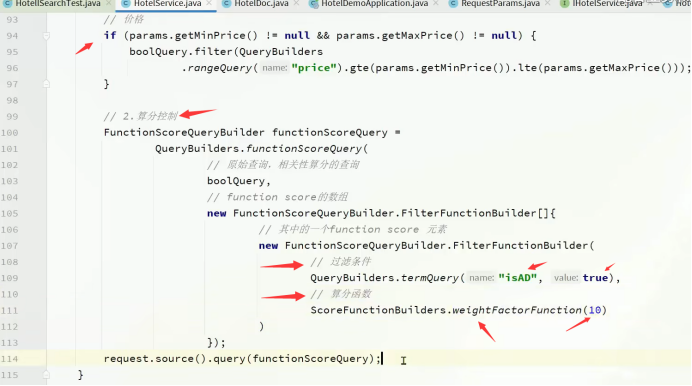 HotelISearchTest.java HotelService.java HotelDoc.java HotelDemoApplication.java RequestParams.java IHotelService.java
93 // 价格
94 if (params.getMinPrice() != null && params.getMaxPrice() != null) {
95 boolQuery.filter(QueryBuilders
96 .rangeQuery( name: "price").gte(params.getMinPrice()).lte(params.getMaxPrice()));
97 }
98
99 // 2.算分控制
100 FunctionScoreQueryBuilder functionScoreQuery =
101 QueryBuilders.functionScoreQuery(
102 // 原始查询，相关性算分的查询
103 boolQuery,
104 // function score的数组
105 new FunctionScoreQueryBuilder.FilterFunctionBuilder[]{
106 // 其中的一个function score 元素
107 new FunctionScoreQueryBuilder.FilterFunctionBuilder(
108 // 过滤条件
109 QueryBuilders.termQuery( name: "isAD", value: true),
110 // 算分函数
111 ScoreFunctionBuilders.weightFactorFunction(10)
112 )
113 });
114 request.source().query(functionScoreQuery);
115 }